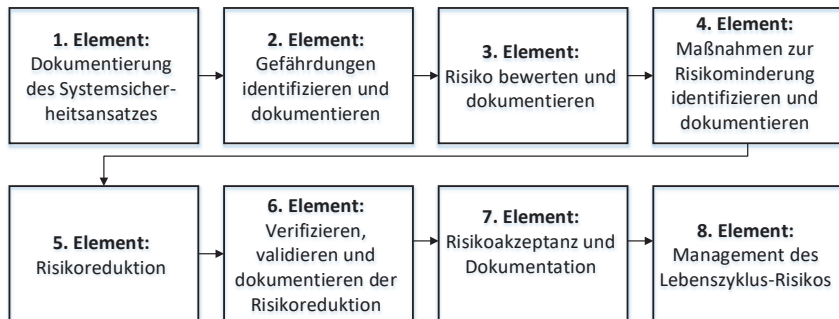 1. Element:
Dokumentierung
des Systemsicher-
heitsansatzes
2. Element:
Gefährdungen
identifizieren und
dokumentieren
3. Element:
Risiko bewerten und
dokumentieren
4. Element:
Maßnahmen zur
Risikominderung
identifizieren und
dokumentieren
5. Element:
Risikoreduktion
6. Element:
Verifizieren,
validieren und
dokumentieren der
Risikoreduktion
7. Element:
Risikoakzeptanz und
Dokumentation
8. Element:
Management des
Lebenszyklus-Risikos